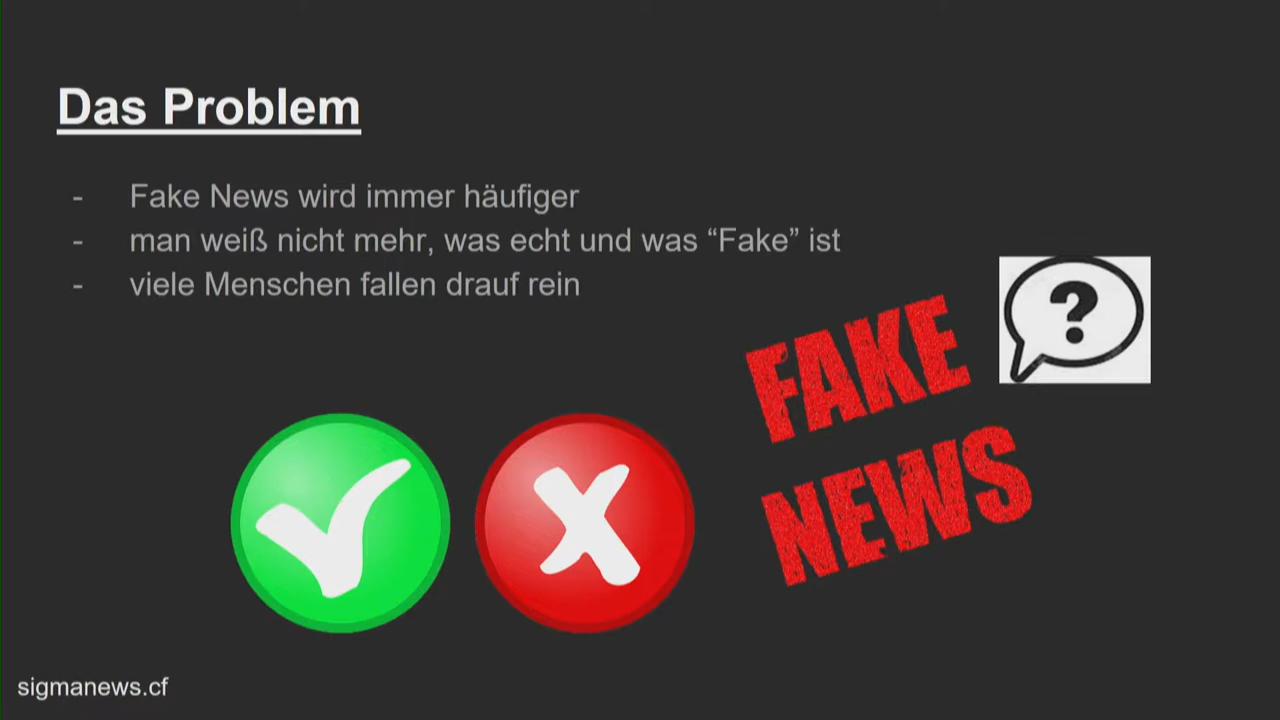 Das Problem
- Fake News wird immer häufiger
- man weiß nicht mehr, was echt und was “Fake” ist
- viele Menschen fallen drauf rein
?
FAKE
NEWS
sigmanews.cf